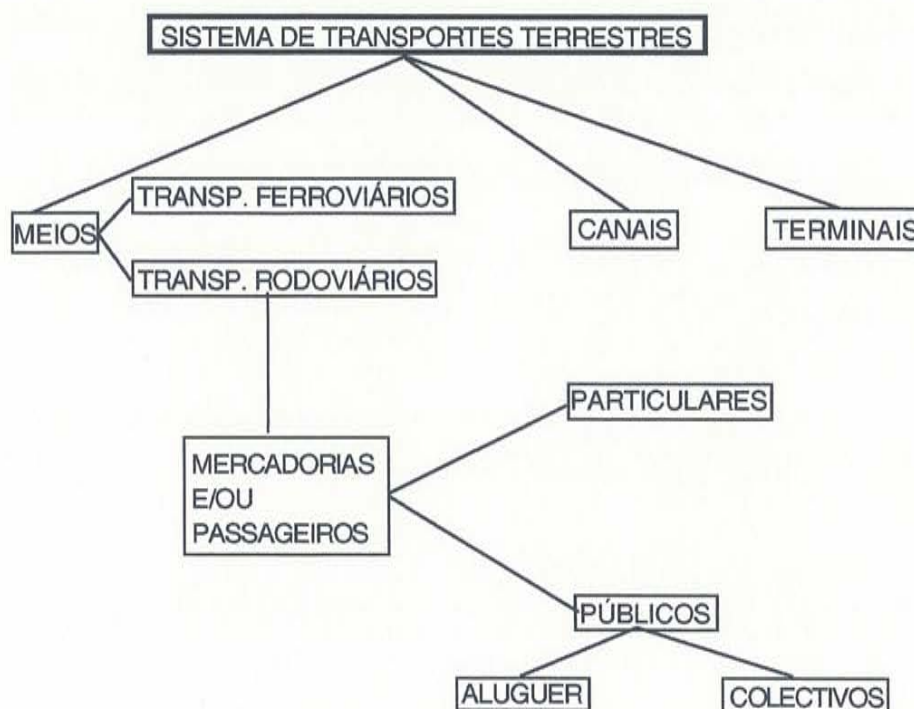 SISTEMA DE TRANSPORTES TERRESTRES
TRANSP. FERROVIÁRIOS
MEIOS
CANAIS
TERMINAIS
TRANSP. RODOVIÁRIOS
PARTICULARES
MERCADORIAS
E/OU
PASSAGEIROS
PÚBLICOS
ALUGUER
COLECTIVOS